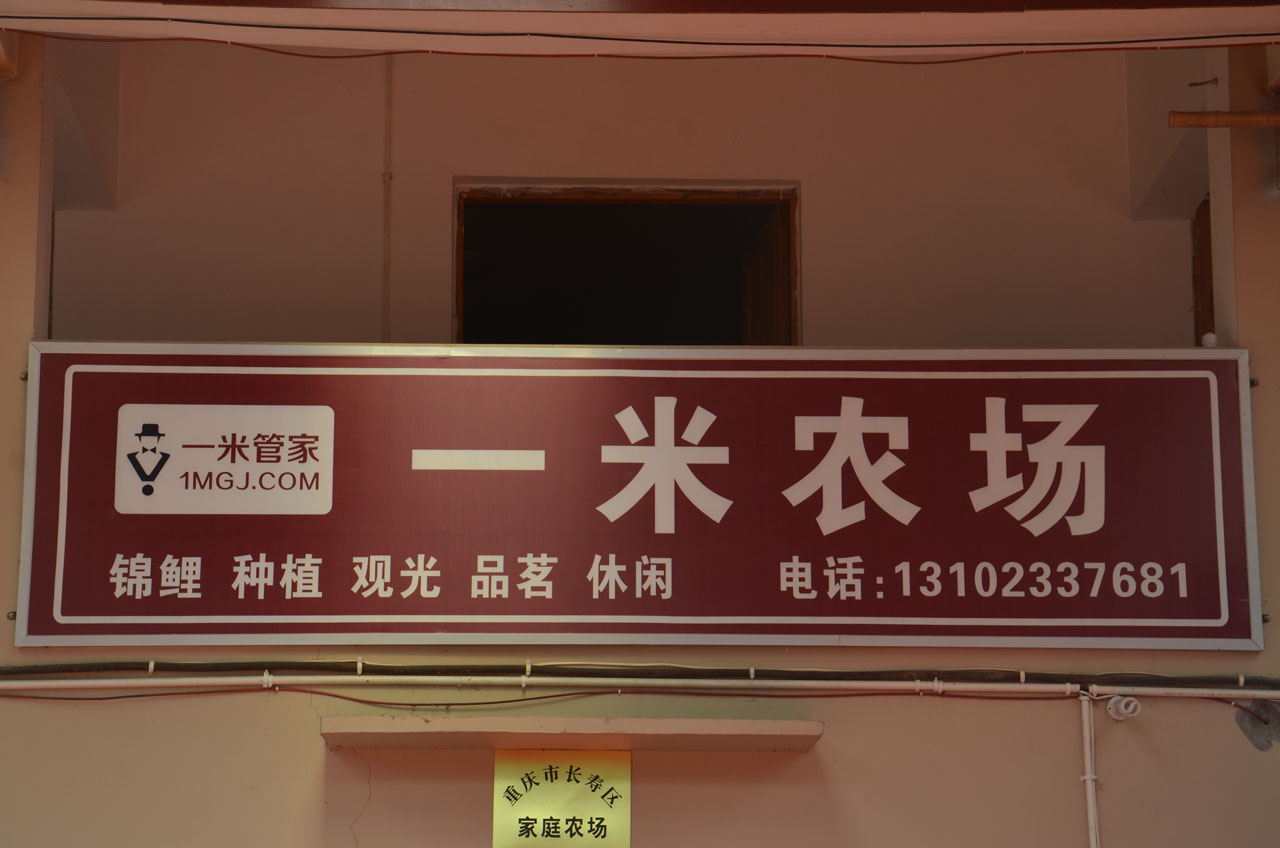 一米管家
1MGJ.COM
一米农场
锦鲤 种植 观光 品茗 休闲 电话:13102337681
重庆市长寿区
家庭农场